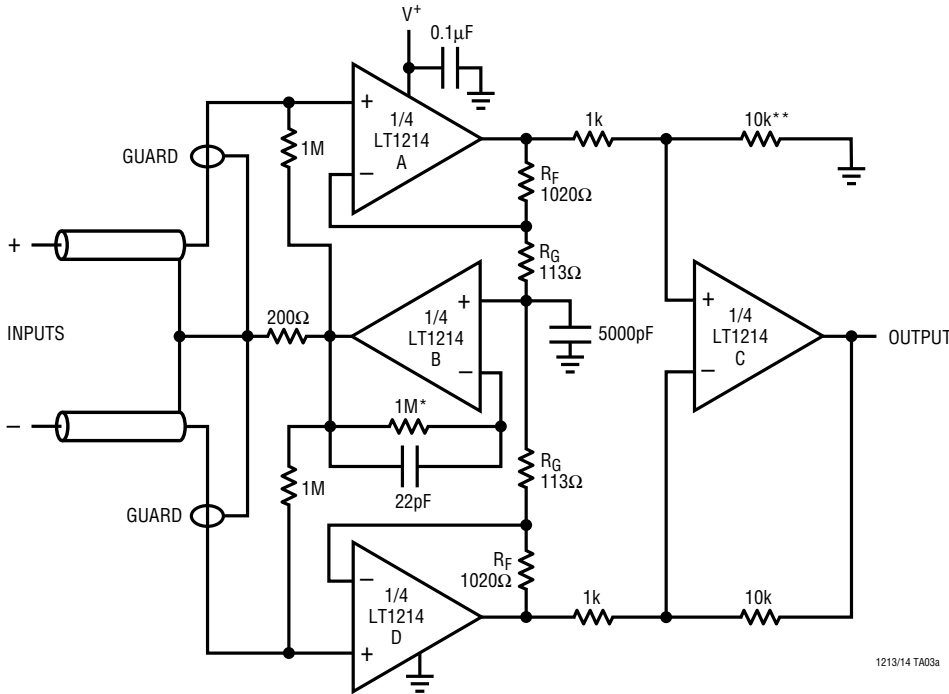 V+
0.1µF
+
1/4
LT1214
A
–
1k
10k**
GUARD
1M
RF
1020Ω
RG
113Ω
+
INPUTS
–
200Ω
+
1/4
LT1214
B
–
5000pF
+
1/4
LT1214
C
–
OUTPUT
1M*
22pF
1M
RG
113Ω
GUARD
–
1/4
LT1214
D
+
RF
1020Ω
1k
10k
1213/14 TA03a